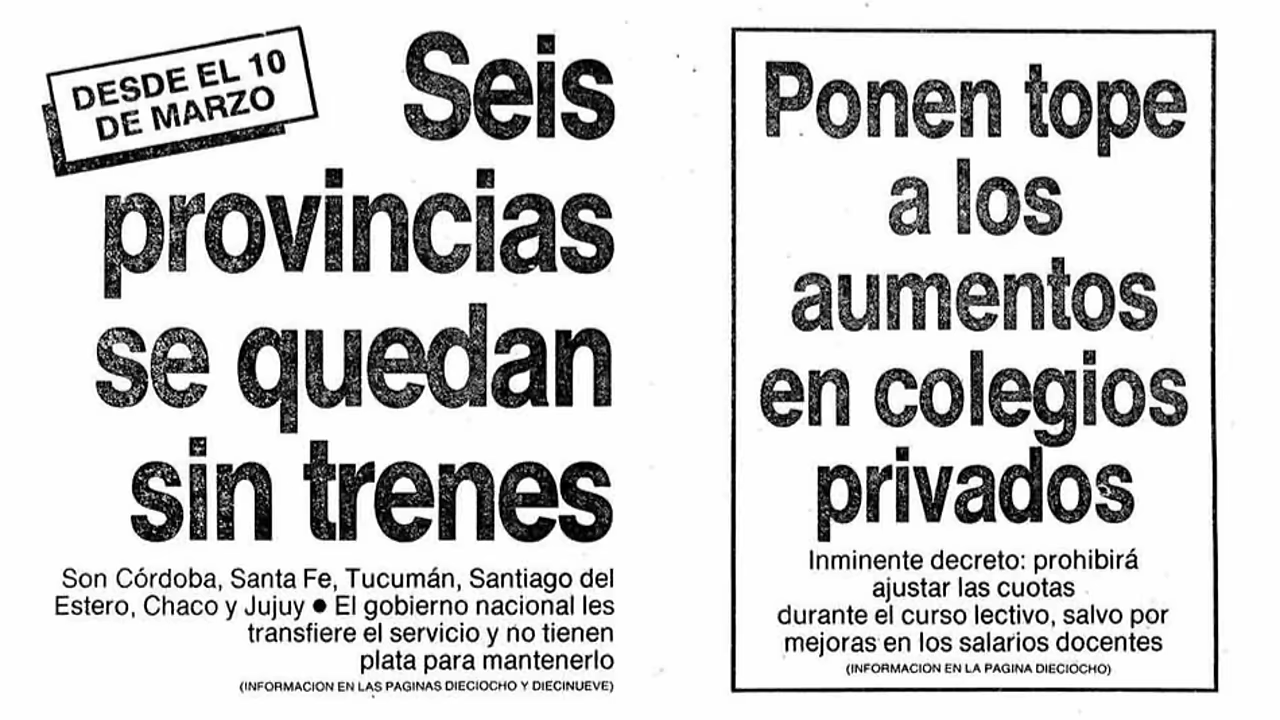 DESDE EL 10
DE MARZO
Seis
provincias
se quedan
sin trenes
Son Córdoba, Santa Fe, Tucumán, Santiago del
Estero, Chaco y Jujuy ● El gobierno nacional les
transfiere el servicio y no tienen
plata para mantenerlo
(INFORMACION EN LAS PAGINAS DIECIOCHO Y DIECINUEVE)
Ponen tope
a los
aumentos
en colegios
privados
Inminente decreto: prohibirá
ajustar las cuotas
durante el curso lectivo, salvo por
mejoras en los salarios docentes
(INFORMACION EN LA PAGINA DIECIOCHO)